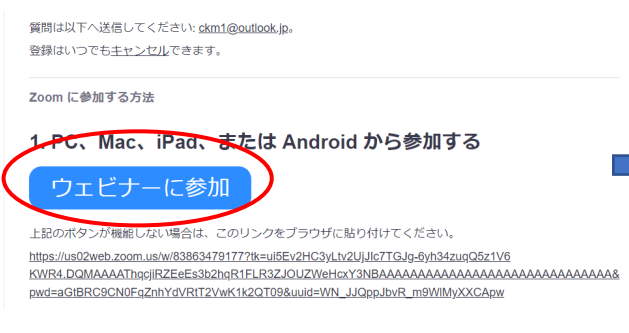 質問は以下へ送信してください: ckm1@outlook.jp。
登録はいつでもキャンセルできます。
Zoom に参加する方法
1. PC、Mac、iPad、または Android から参加する
ウェビナーに参加
上記のボタンが機能しない場合は、このリンクをブラウザに貼り付けてください。
https://us02web.zoom.us/w/83863479177?tk=ui5Ev2HC3yLtv2UjJIc7TGJg-6yh34zuqQ5z1V6
KWR4.DQMAAAAThqcjiRZEeEs3b2hqR1FLR3ZJOUZWeHcxY3NBAAAAAAAAAAAAAAAAAAAAAAAAAAAAAA&
pwd=aGtBRC9CN0FqZnhYdVRtT2VwK1k2QT09&uuid=WN_JJQppJbvR_m9WlMyXXCApw